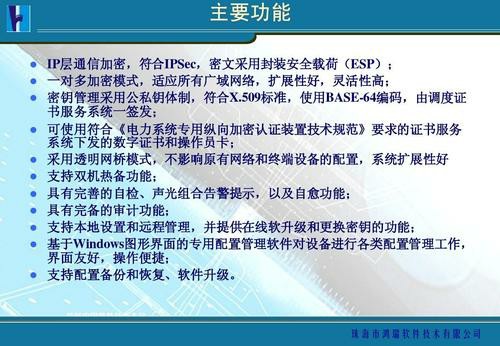 主要功能
IP层通信加密，符合IPSec，密文采用封装安全载荷（ESP）；
一对多加密模式，适应所有广域网络，扩展性好，灵活性高；
密钥管理采用公私钥体制，符合X.509标准，使用BASE-64编码，由调度证
书服务系统一签发；
可使用符合《电力系统专用纵向加密认证装置技术规范》要求的证书服务
系统下发的数字证书和操作员卡；
采用透明网桥模式，不影响原有网络和终端设备的配置，系统扩展性好
支持双机热备功能；
具有完善的自检、声光组合告警提示，以及自愈功能；
具有完备的审计功能；
支持本地设置和远程管理，并提供在线软升级和更换密钥的功能；
基于Windows图形界面的专用配置管理软件对设备进行各类配置管理工作，
界面友好，操作便捷；
支持配置备份和恢复、软件升级。
珠海市鸿瑞软件技术有限公司